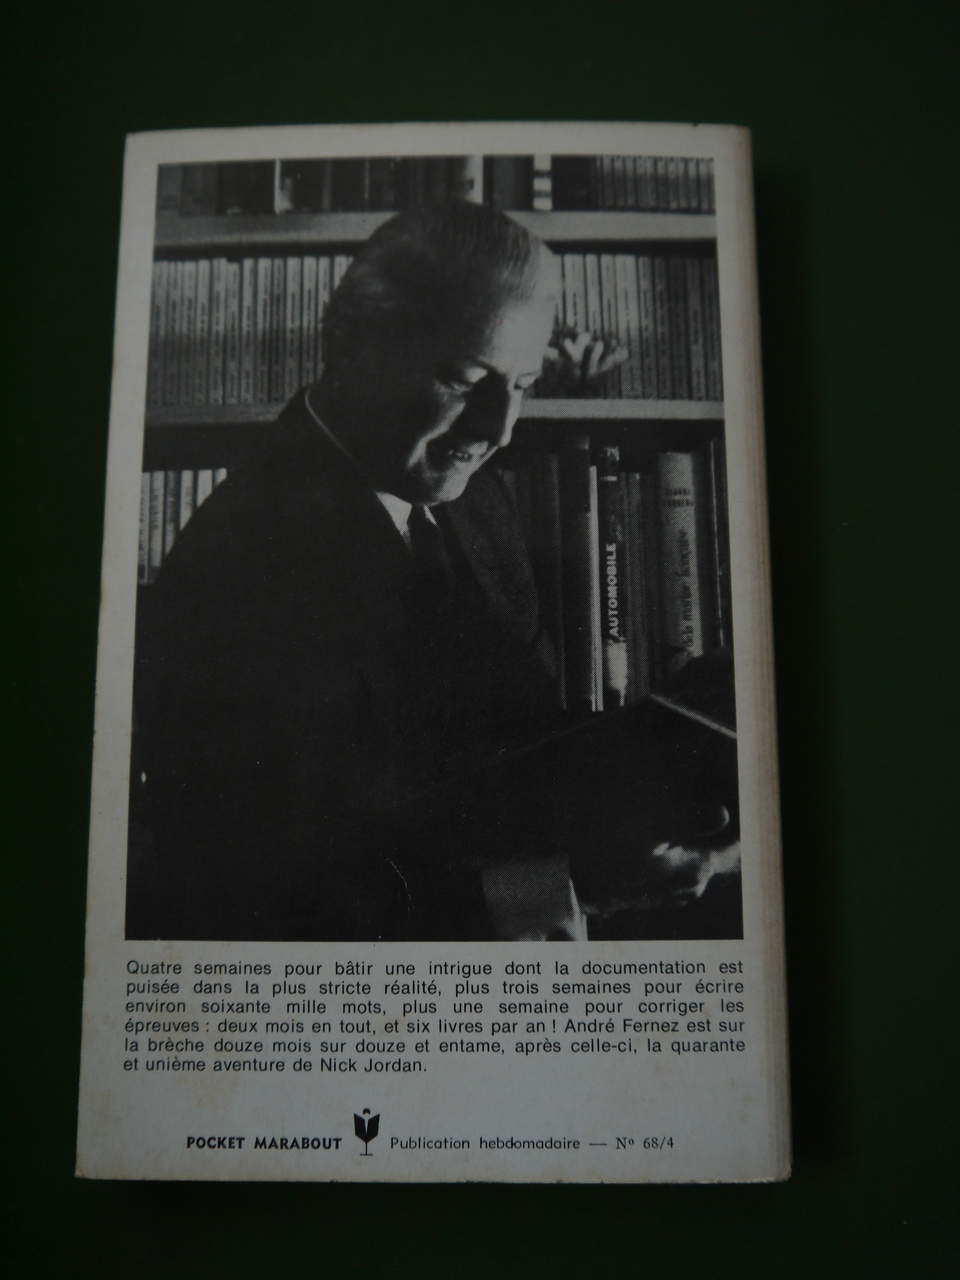 L'AUTOMOBILE
Quatre semaines pour bâtir une intrigue dont la documentation est
puisée dans la plus stricte réalité, plus trois semaines pour écrire
environ soixante mille mots, plus une semaine pour corriger les
épreuves : deux mois en tout, et six livres par an ! André Fernez est sur
la brèche douze mois sur douze et entame, après celle-ci, la quarante
et unième aventure de Nick Jordan.
POCKET MARABOUT Publication hebdomadaire — Nº 68/4